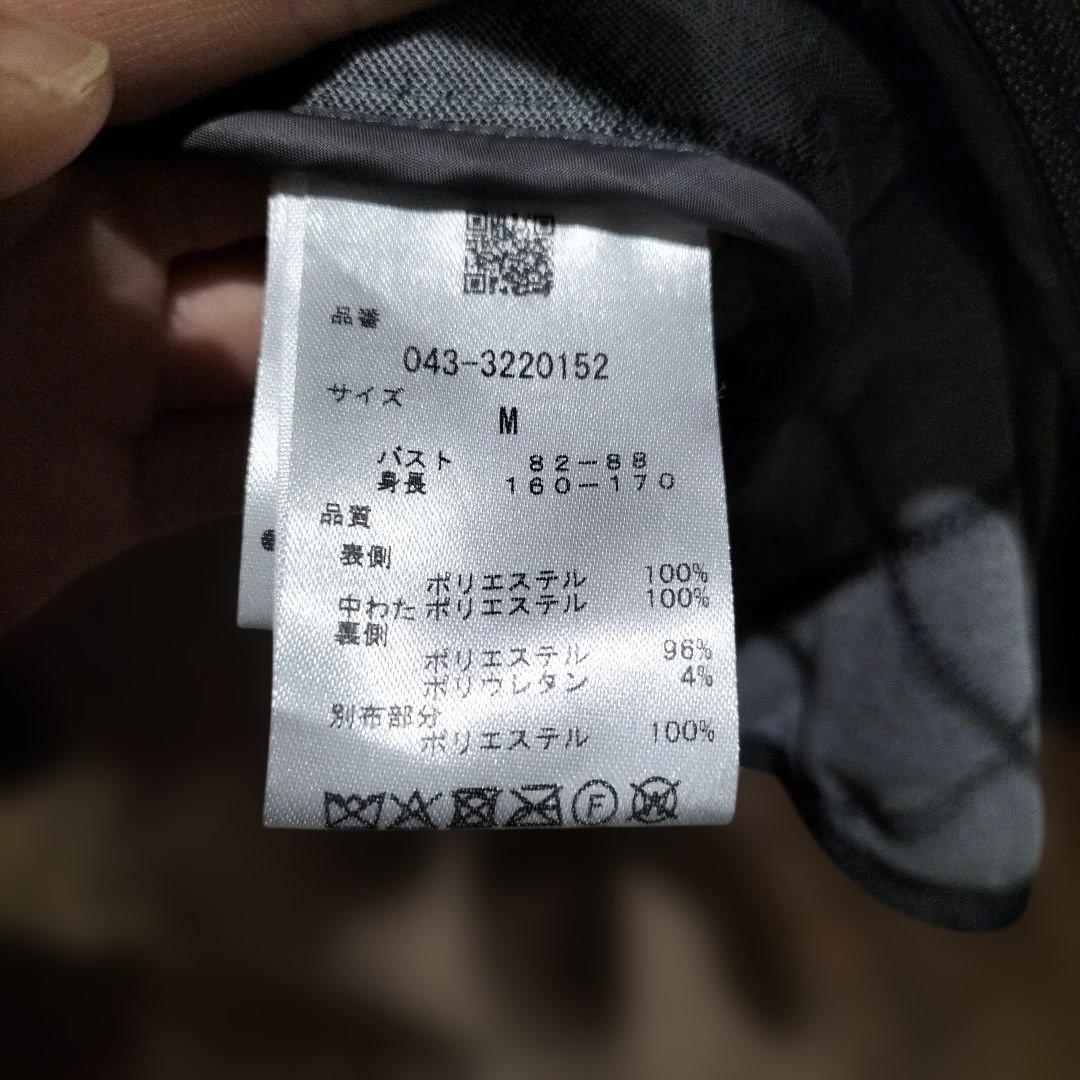 品番
043-3220152
サイズ
M
バスト 82-88
身長 160-170
品質
表側
ポリエステル 100%
中わた ポリエステル 100%
裏側
ポリエステル 96%
ポリウレタン 4%
別布部分
ポリエステル 100%
F W